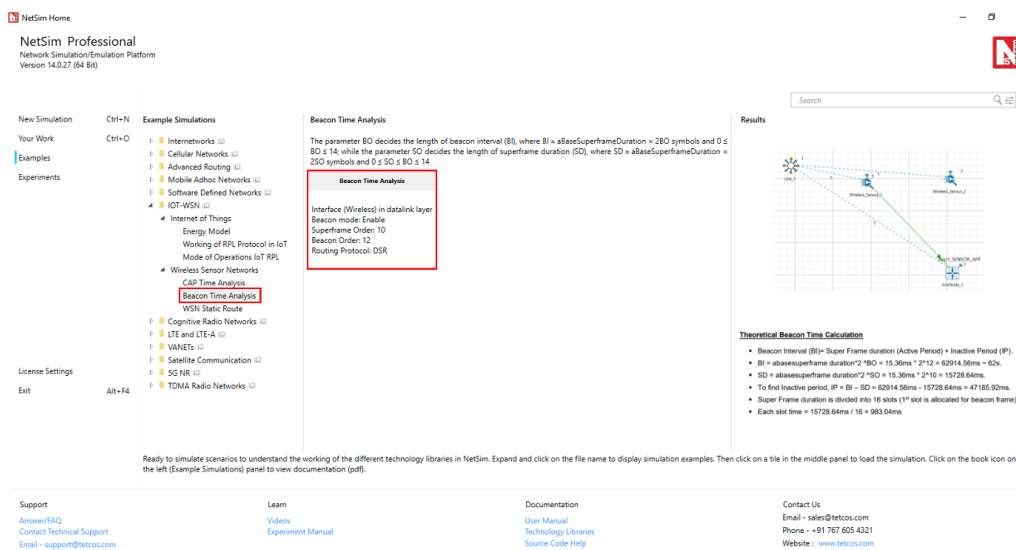 NetSim Home
NetSim Professional
Network Simulation/Emulation Platform
Version 14.0.27 (64 Bit)
N
Search
New Simulation Ctrl+N
Your Work Ctrl+O
Examples
Experiments
License Settings
Exit Alt+F4
Example Simulations
Internetworks
Cellular Networks
Advanced Routing
Mobile Adhoc Networks
Software Defined Networks
IOT-WSN
Internet of Things
Energy Model
Working of RPL Protocol in IoT
Mode of Operations IoT RPL
Wireless Sensor Networks
CAP Time Analysis
Beacon Time Analysis
WSN Static Route
Cognitive Radio Networks
LTE and LTE-A
VANETs
Satellite Communication
5G NR
TDMA Radio Networks
Beacon Time Analysis
The parameter BO decides the length of beacon interval (BI), where BI = aBaseSuperframeDuration × 2BO symbols and 0 ≤
BO ≤ 14; while the parameter SO decides the length of superframe duration (SD), where SD = aBaseSuperframeDuration ×
2SO symbols and 0 ≤ SO ≤ BO ≤ 14
Beacon Time Analysis
Interface (Wireless) in datalink layer
Beacon mode: Enable
Superframe Order: 10
Beacon Order: 12
Routing Protocol: DSR
Results
Wireless_Sensor_2
Theoretical Beacon Time Calculation
Beacon Interval (BI)= Super Frame duration (Active Period) + Inactive Period (IP).
BI = abasesuperframe duration*2 ^BO = 15.36ms * 2^12 = 62914.56ms ~ 62s.
SD = abasesuperframe duration*2 ^SO = 15.36ms * 2^10 = 15728.64ms.
To find Inactive period, IP = BI – SD = 62914.56ms - 15728.64ms = 47185.92ms.
Super Frame duration is divided into 16 slots (1st slot is allocated for beacon frame)
Each slot time = 15728.64ms / 16 = 983.04ms
Ready to simulate scenarios to understand the working of the different technology libraries in NetSim. Expand and click on the file name to display simulation examples. Then click on a tile in the middle panel to load the simulation. Click on the book icon on
the left (Example Simulations) panel to view documentation (pdf).
Support
Answer/FAQ
Contact Technical Support
Email - support@tetcos.com
Learn
Videos
Experiment Manual
Documentation
User Manual
Technology Libraries
Source Code Help
Contact Us
Email - sales@tetcos.com
Phone - +91 767 605 4321
Website : www.tetcos.com